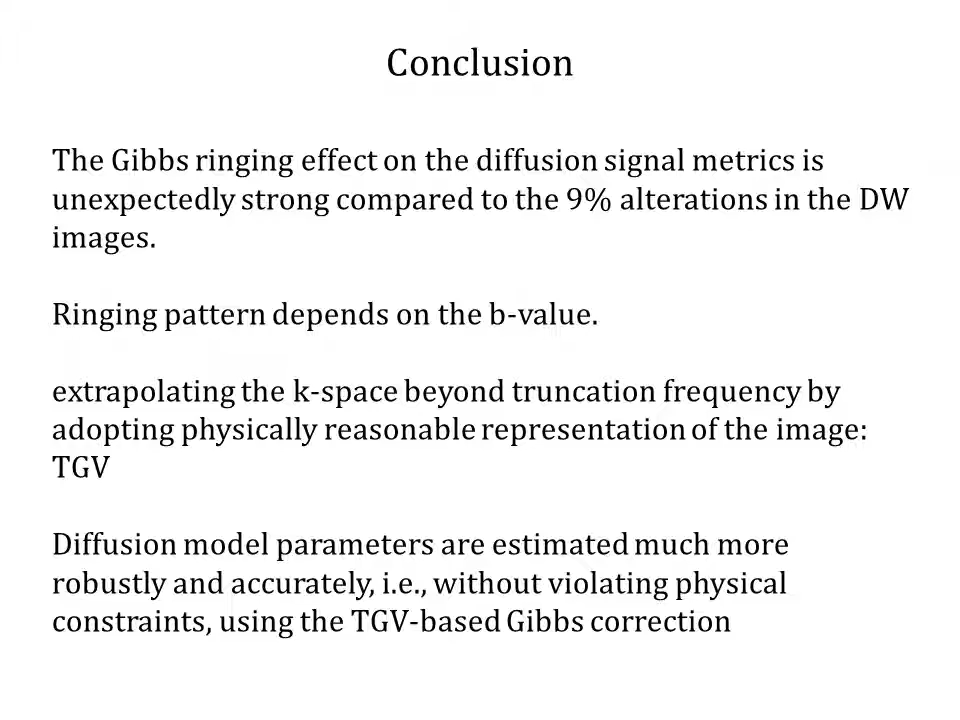 Conclusion
The Gibbs ringing effect on the diffusion signal metrics is
unexpectedly strong compared to the 9% alterations in the DW
images.
Ringing pattern depends on the b-value.
extrapolating the k-space beyond truncation frequency by
adopting physically reasonable representation of the image:
TGV
Diffusion model parameters are estimated much more
robustly and accurately, i.e., without violating physical
constraints, using the TGV-based Gibbs correction